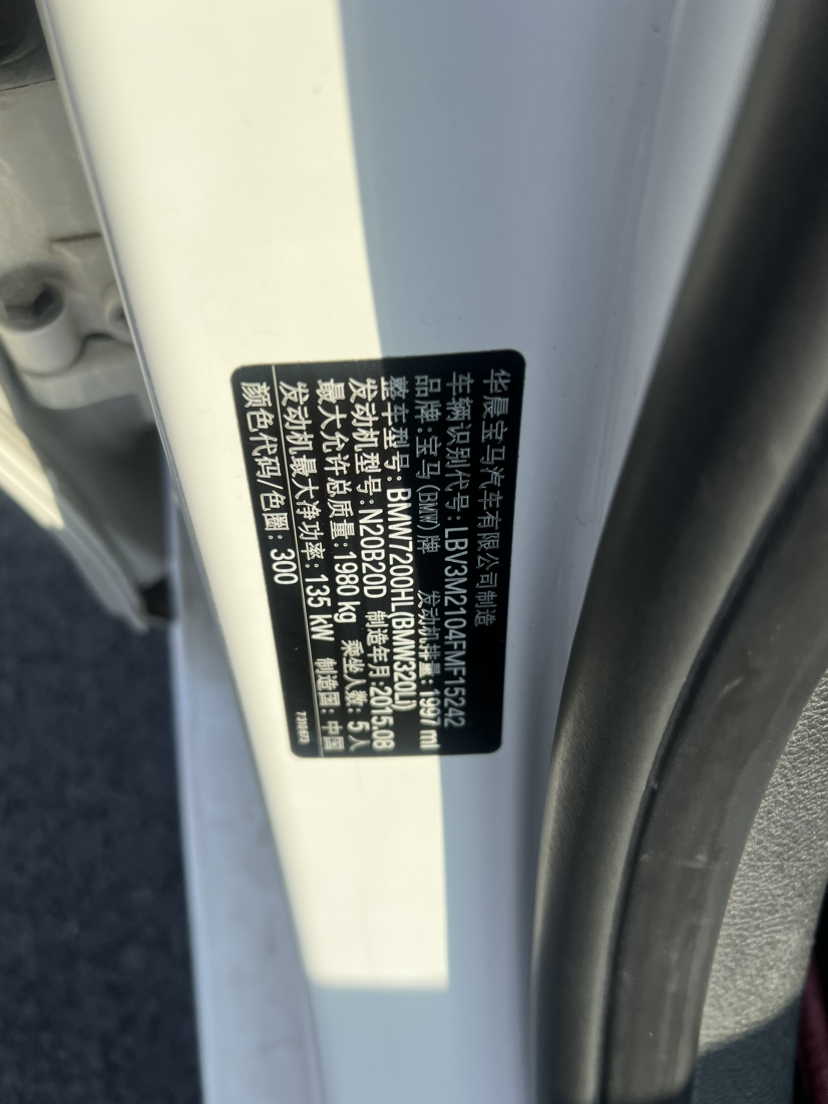 华晨宝马汽车有限公司制造
车辆识别代号:LBV3M2104FMF15242
品牌:宝马(BMW)牌 发动机排量:1997 ml
整车型号:BMW7200HL(BMW320Li)
发动机型号:N20B20D 制造年月:2015.08
最大允许总质量:1980 kg 乘坐人数:5人
发动机最大净功率:135 kW 制造国:中国
颜色代码/色圈:300